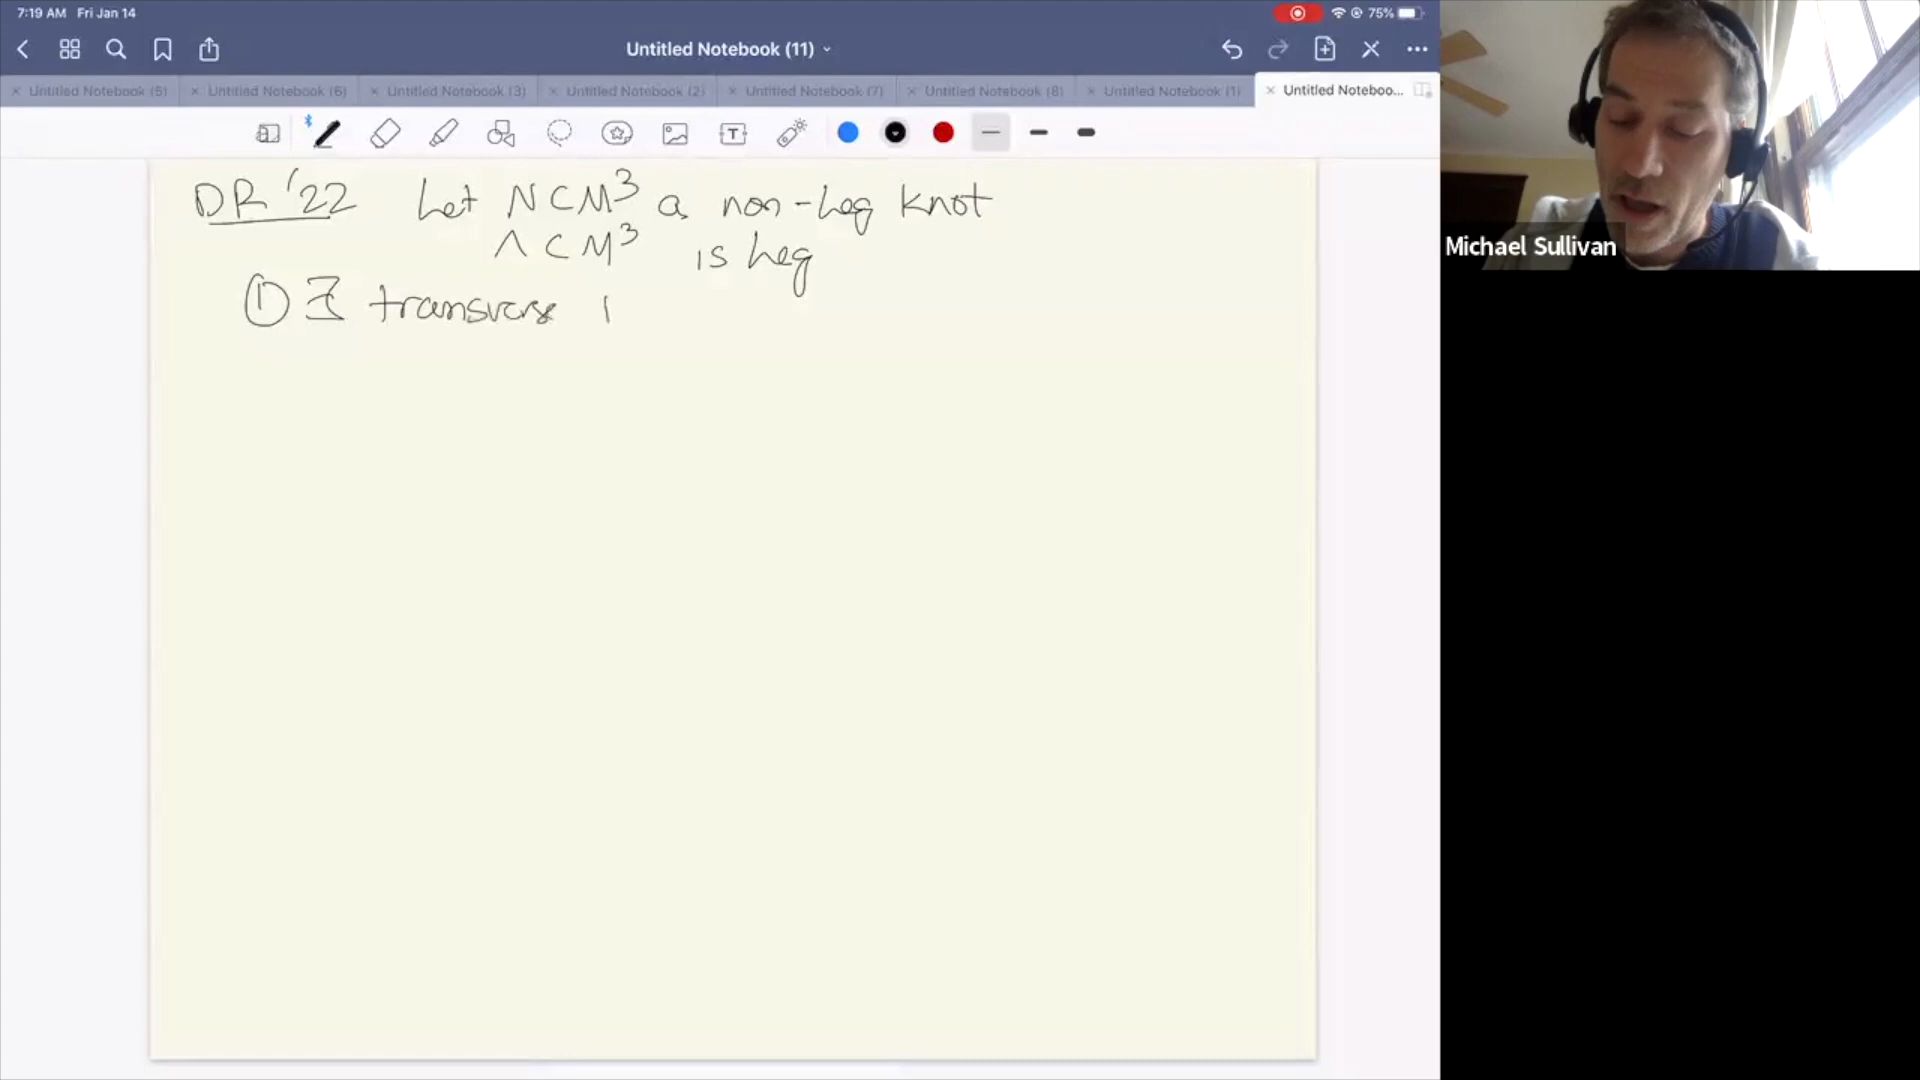 7:19 AM Fri Jan 14
75%
Untitled Notebook (11)
Untitled Notebook (5)
Untitled Notebook (6)
Untitled Notebook (3)
Untitled Notebook (2)
Untitled Notebook (7)
Untitled Notebook (8)
Untitled Notebook (1)
Untitled Noteboo...
DR '22 Let N ⊂ M³ a non-Leg knot
Λ ⊂ M³ is Leg
① ∃ transverse
Michael Sullivan